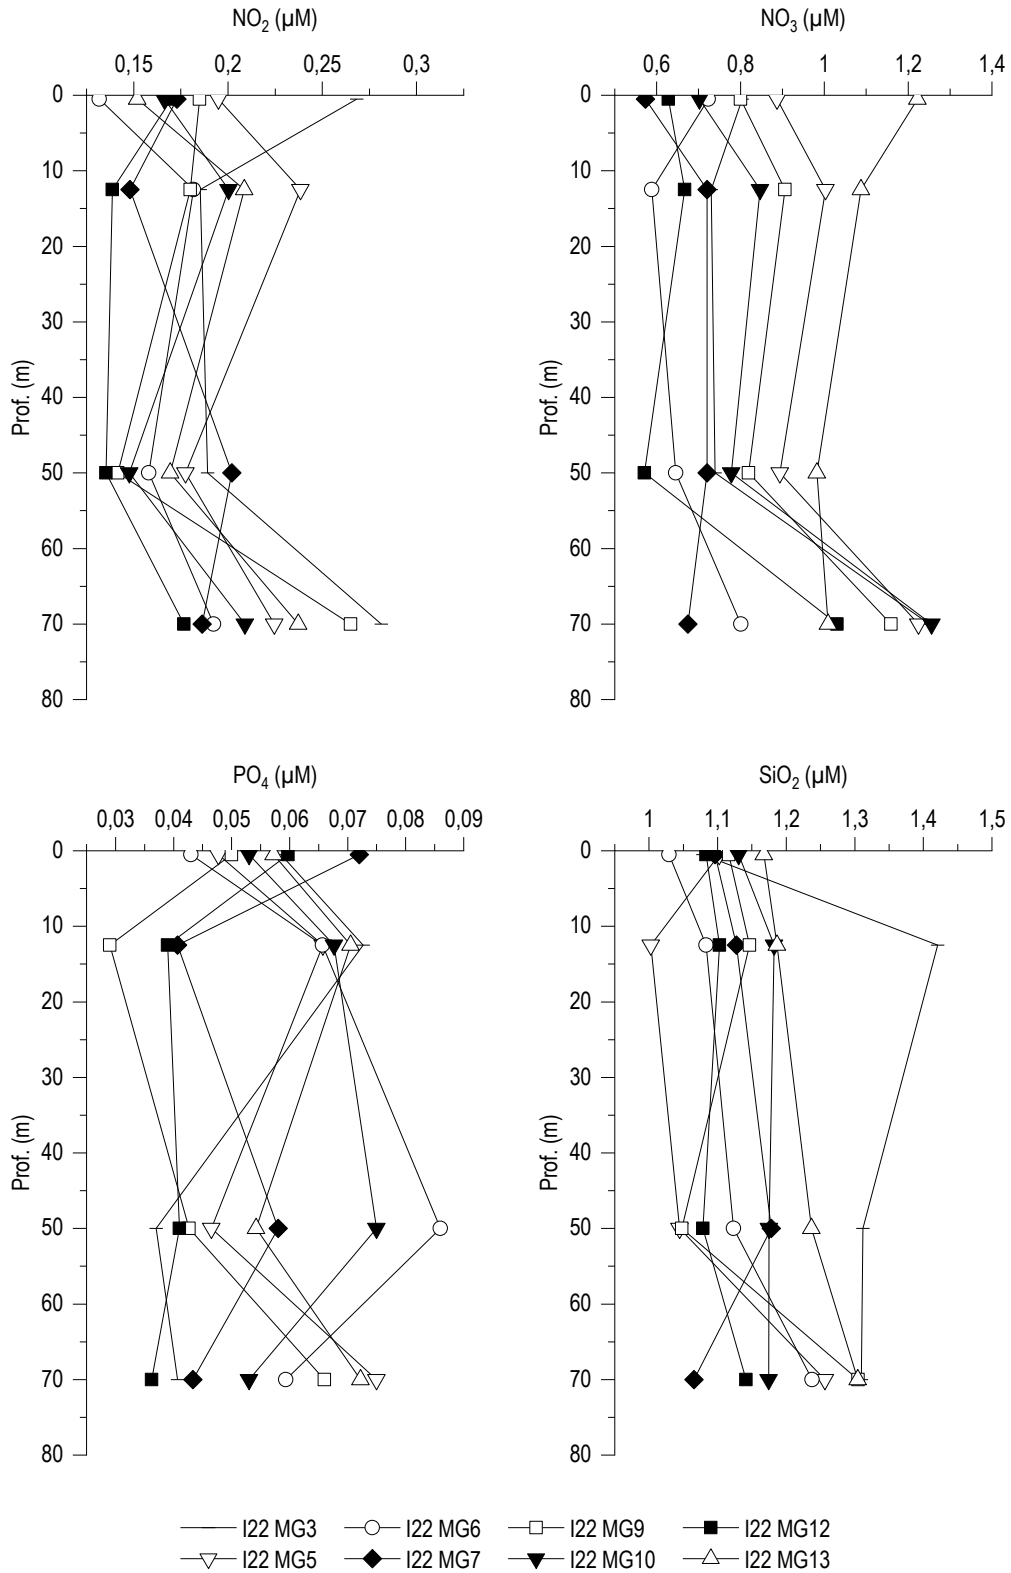 NO2 (µM)
0,15 0,2 0,25 0,3
0
10
20
30
40
50
60
70
80
Prof. (m)
NO3 (µM)
0,6 0,8 1 1,2 1,4
0
10
20
30
40
50
60
70
80
Prof. (m)
PO4 (µM)
0,03 0,04 0,05 0,06 0,07 0,08 0,09
0
10
20
30
40
50
60
70
80
Prof. (m)
SiO2 (µM)
1 1,1 1,2 1,3 1,4 1,5
0
10
20
30
40
50
60
70
80
Prof. (m)
I22 MG3 I22 MG6 I22 MG9 I22 MG12
I22 MG5 I22 MG7 I22 MG10 I22 MG13